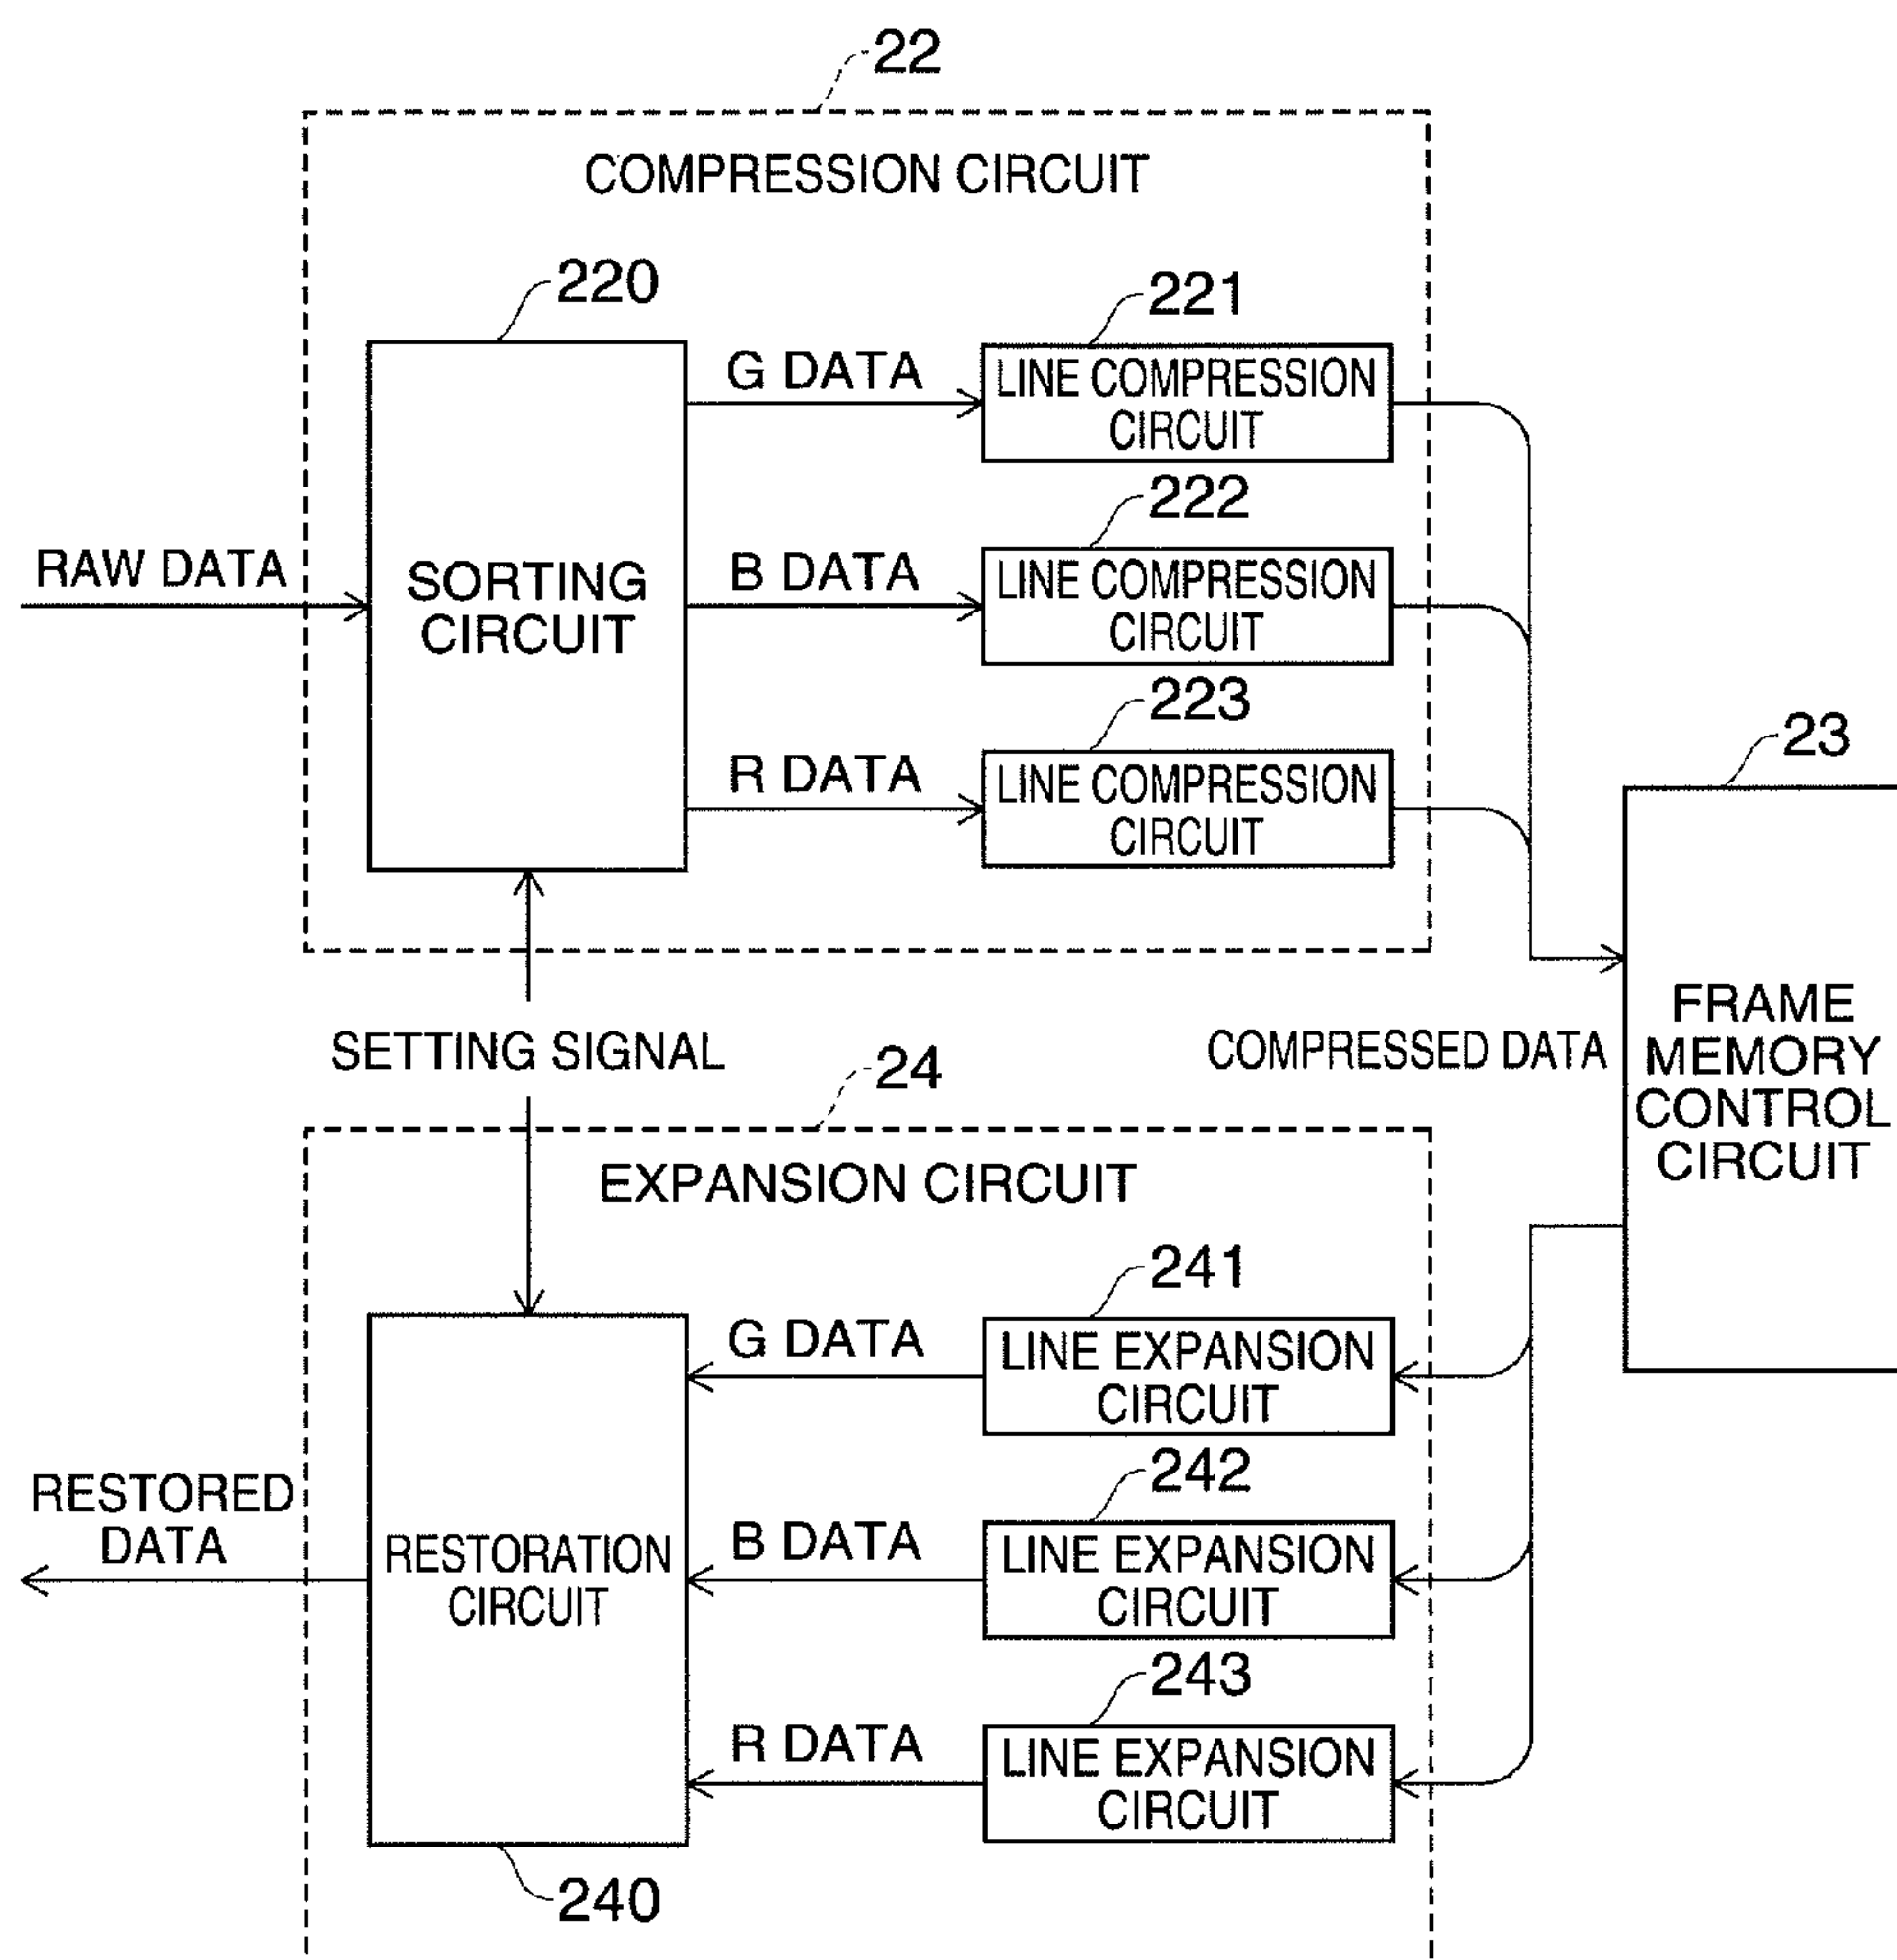 22
COMPRESSION CIRCUIT
220
221
G DATA
LINE COMPRESSION
CIRCUIT
222
RAW DATA
SORTING
CIRCUIT
B DATA
LINE COMPRESSION
CIRCUIT
223
R DATA
LINE COMPRESSION
CIRCUIT
23
FRAME
MEMORY
CONTROL
CIRCUIT
SETTING SIGNAL
COMPRESSED DATA
24
EXPANSION CIRCUIT
241
G DATA
LINE EXPANSION
CIRCUIT
242
RESTORED
DATA
RESTORATION
CIRCUIT
B DATA
LINE EXPANSION
CIRCUIT
243
R DATA
LINE EXPANSION
CIRCUIT
240